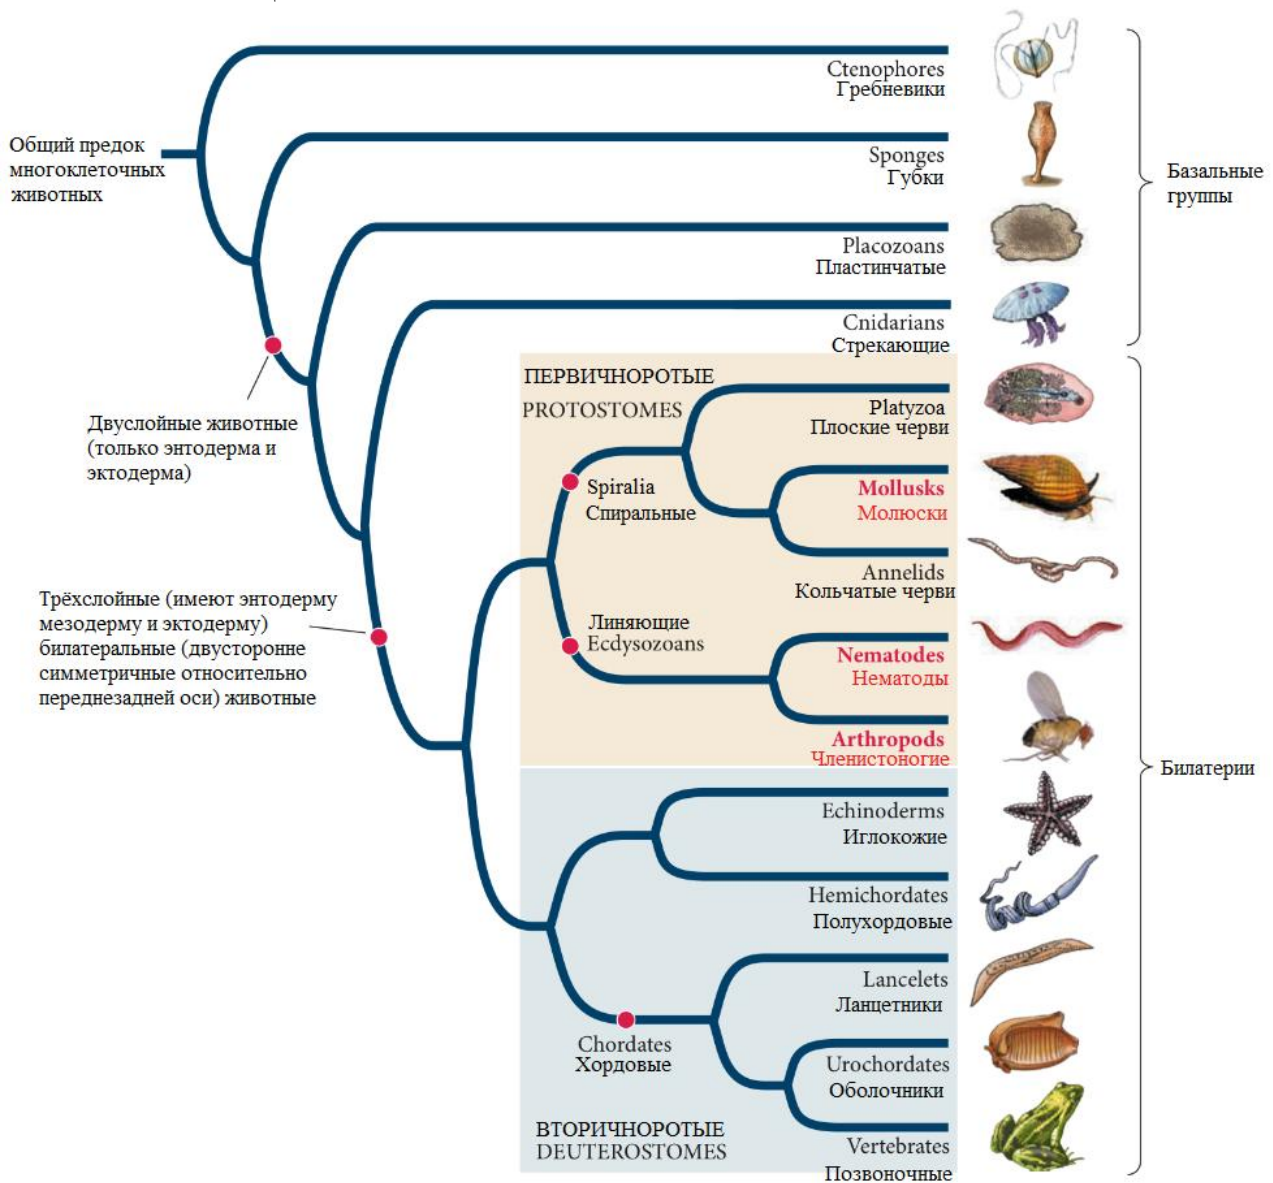 Ctenophores
Гребневики
Общий предок
многоклеточных
животных
Sponges
Губки
Базальные
группы
Placozoans
Пластинчатые
Cnidarians
Стрекающие
ПЕРВИЧНОРОТЫЕ
PROTOSTOMES
Platyzoa
Плоские черви
Двуслойные животные
(только энтодерма и
эктодерма)
Spiralia
Спиральные
Mollusks
Молюски
Annelids
Кольчатые черви
Трёхслойные (имеют энтодерму
мезодерму и эктодерму)
билатеральные (двусторонне
симметричные относительно
переднезадней оси) животные
Линяющие
Ecdysozoans
Nematodes
Нематоды
Arthropods
Членистоногие
Билатерии
Echinoderms
Иглокожие
Hemichordates
Полухордовые
Lancelets
Ланцетники
Chordates
Хордовые
Urochordates
Оболочники
ВТОРИЧНОРОТЫЕ
DEUTEROSTOMES
Vertebrates
Позвоночные